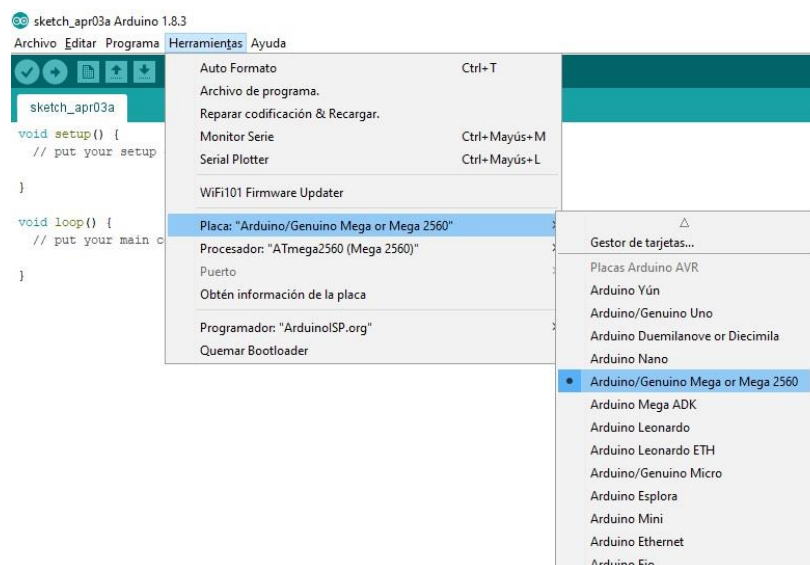 sketch_apr03a Arduino 1.8.3
Archivo Editar Programa Herramientas Ayuda
sketch_apr03a
void setup() {
// put your setup
}
void loop() {
// put your main c
}
Auto Formato Ctrl+T
Archivo de programa.
Reparar codificación & Recargar.
Monitor Serie Ctrl+Mayús+M
Serial Plotter Ctrl+Mayús+L
WiFi101 Firmware Updater
Placa: "Arduino/Genuino Mega or Mega 2560"
Procesador: "ATmega2560 (Mega 2560)"
Puerto
Obtén información de la placa
Programador: "ArduinoISP.org"
Quemar Bootloader
Gestor de tarjetas...
Placas Arduino AVR
Arduino Yún
Arduino/Genuino Uno
Arduino Duemilanove or Diecimila
Arduino Nano
Arduino/Genuino Mega or Mega 2560
Arduino Mega ADK
Arduino Leonardo
Arduino Leonardo ETH
Arduino/Genuino Micro
Arduino Esplora
Arduino Mini
Arduino Ethernet
Arduino Fio